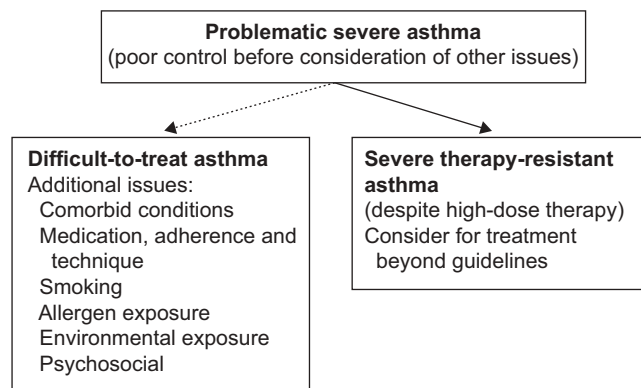 Problematic severe asthma
(poor control before consideration of other issues)
Difficult-to-treat asthma
Additional issues:
Comorbid conditions
Medication, adherence and
technique
Smoking
Allergen exposure
Environmental exposure
Psychosocial
Severe therapy-resistant
asthma
(despite high-dose therapy)
Consider for treatment
beyond guidelines